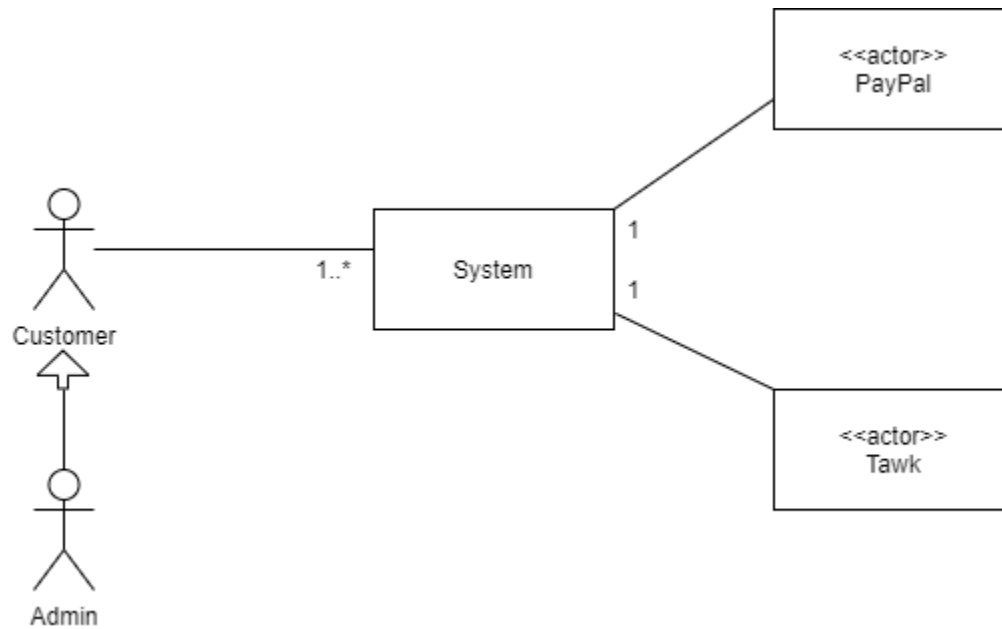 <<actor>>
PayPal
1
1..*
System
1
Customer
<<actor>>
Tawk
Admin